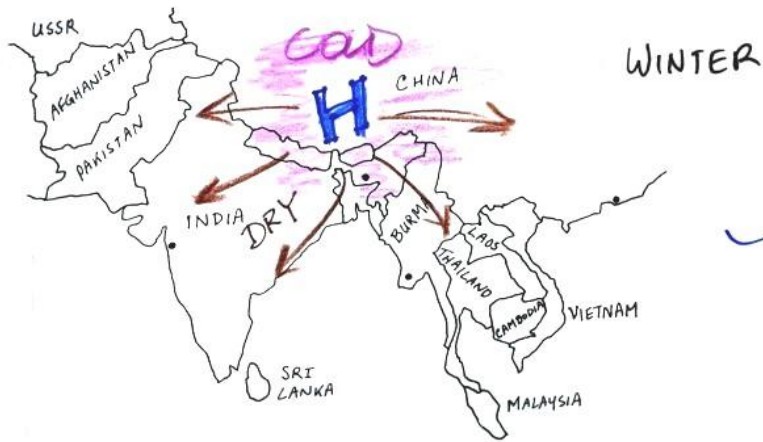 USSR
COLD
WINTER
AFGHANISTAN
H
CHINA
PAKISTAN
INDIA
DRY
BURMA
LAOS
THAILAND
CAMBODIA
VIETNAM
SRI
LANKA
MALAYSIA